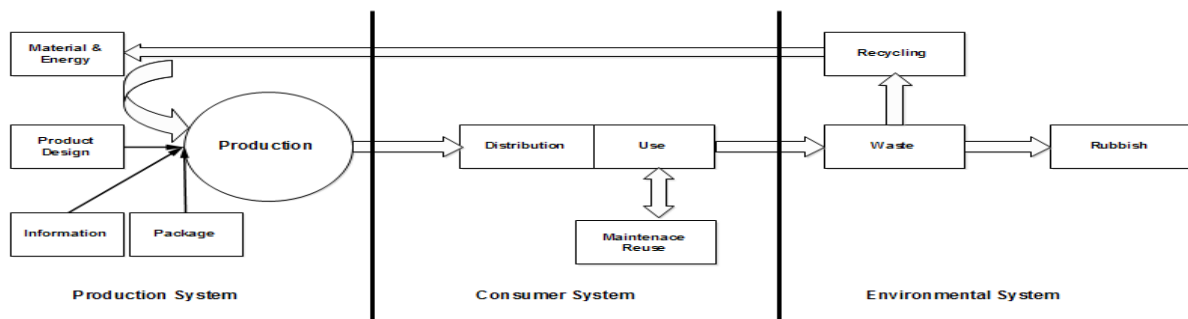 Material &
Energy
Recycling
Product
Design
Production
Distribution
Use
Waste
Rubbish
Information
Package
Maintenace
Reuse
Production System
Consumer System
Environmental System